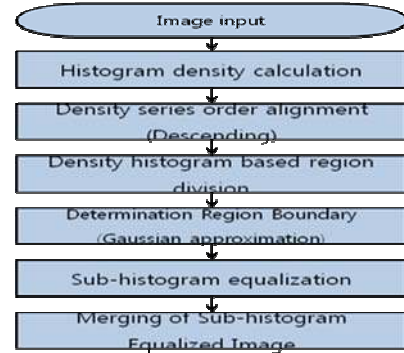 Image input
Histogram density calculation
Density series order alignment
(Descending)
Density histogram based region
division
Determination Region Boundary
(Gaussian approximation)
Sub-histogram equalization
Merging of Sub-histogram
Equalized Image